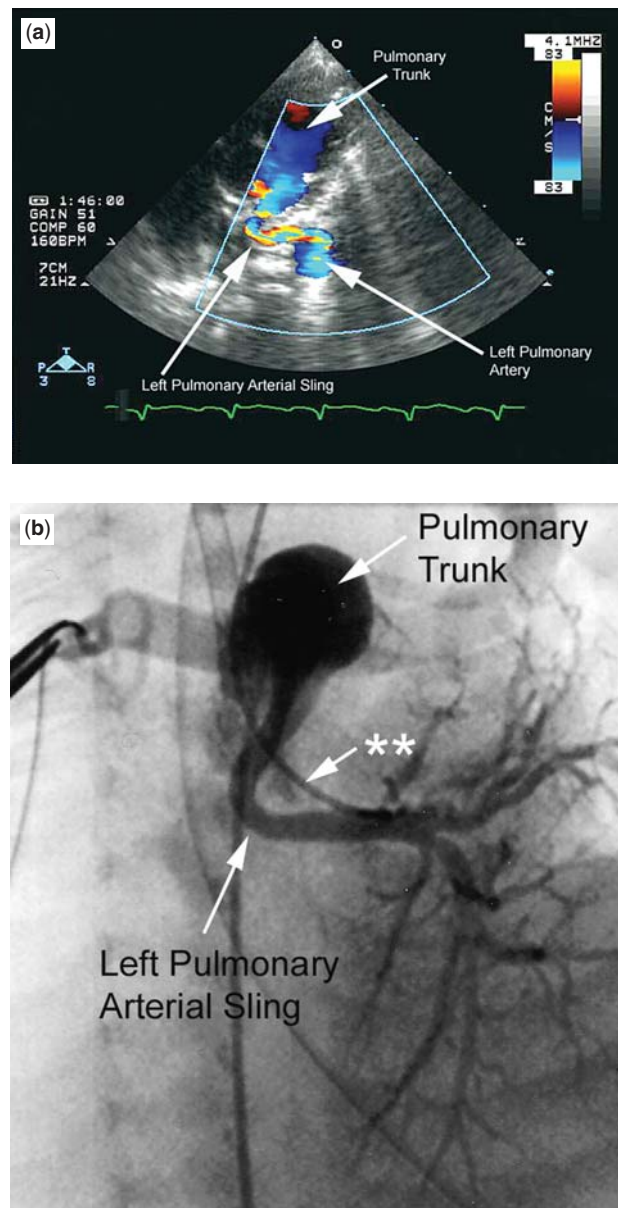 (a)
Pulmonary
Trunk
4.1MHZ
83
CM/S
83
1:46:00
GAIN 51
COMP 60
160BPM
7CM
21HZ
T
P R
3 8
Left Pulmonary Arterial Sling
Left Pulmonary
Artery
(b)
Pulmonary
Trunk
**
Left Pulmonary
Arterial Sling